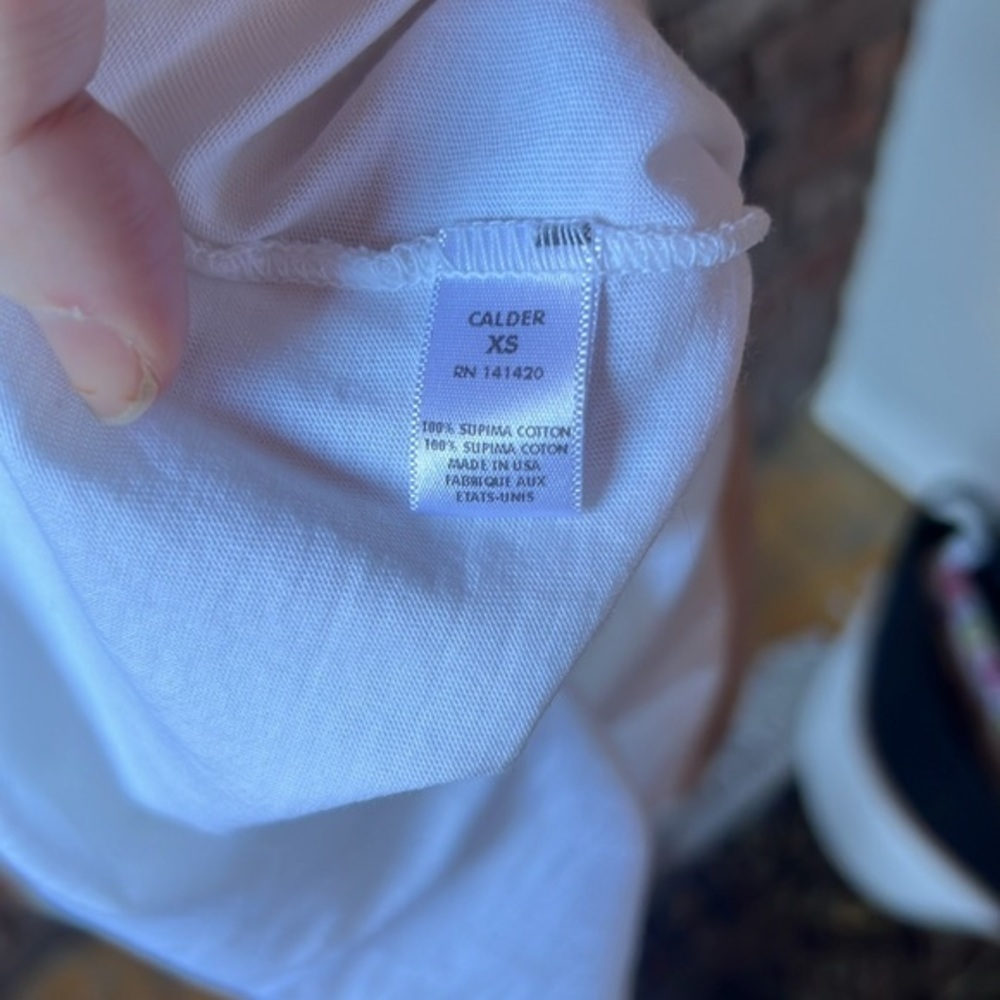 CALDER
XS
RN 141420
100% SUPIMA COTTON
100% SUPIMA COTON
MADE IN USA
FABRIQUE AUX
ETATS-UNIS